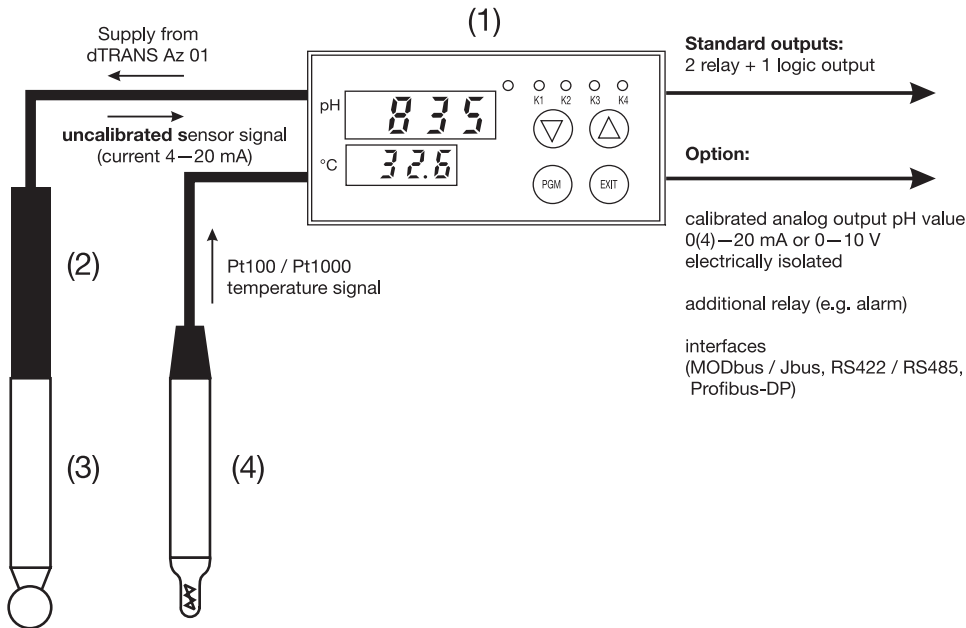 (1)
Supply from
dTRANS Az 01
uncalibrated sensor signal
(current 4—20 mA)
pH
835
°C
32.6
K1 K2 K3 K4
PGM
EXIT
Standard outputs:
2 relay + 1 logic output
Option:
calibrated analog output pH value
0(4)—20 mA or 0—10 V
electrically isolated
additional relay (e.g. alarm)
interfaces
(MODbus / Jbus, RS422 / RS485,
Profibus-DP)
(2)
Pt100 / Pt1000
temperature signal
(3)
(4)